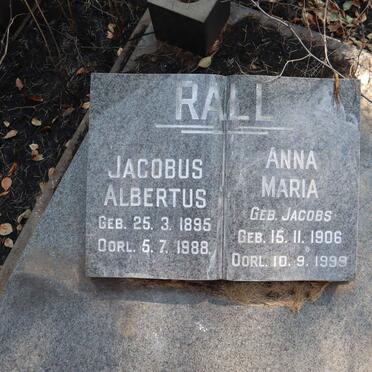 RALL
JACOBUS
ALBERTUS
GEB. 25. 3. 1895
OORL. 5. 7. 1988
ANNA
MARIA
GEB. JACOBS
GEB. 15. 11. 1906
OORL. 10. 9. 1999